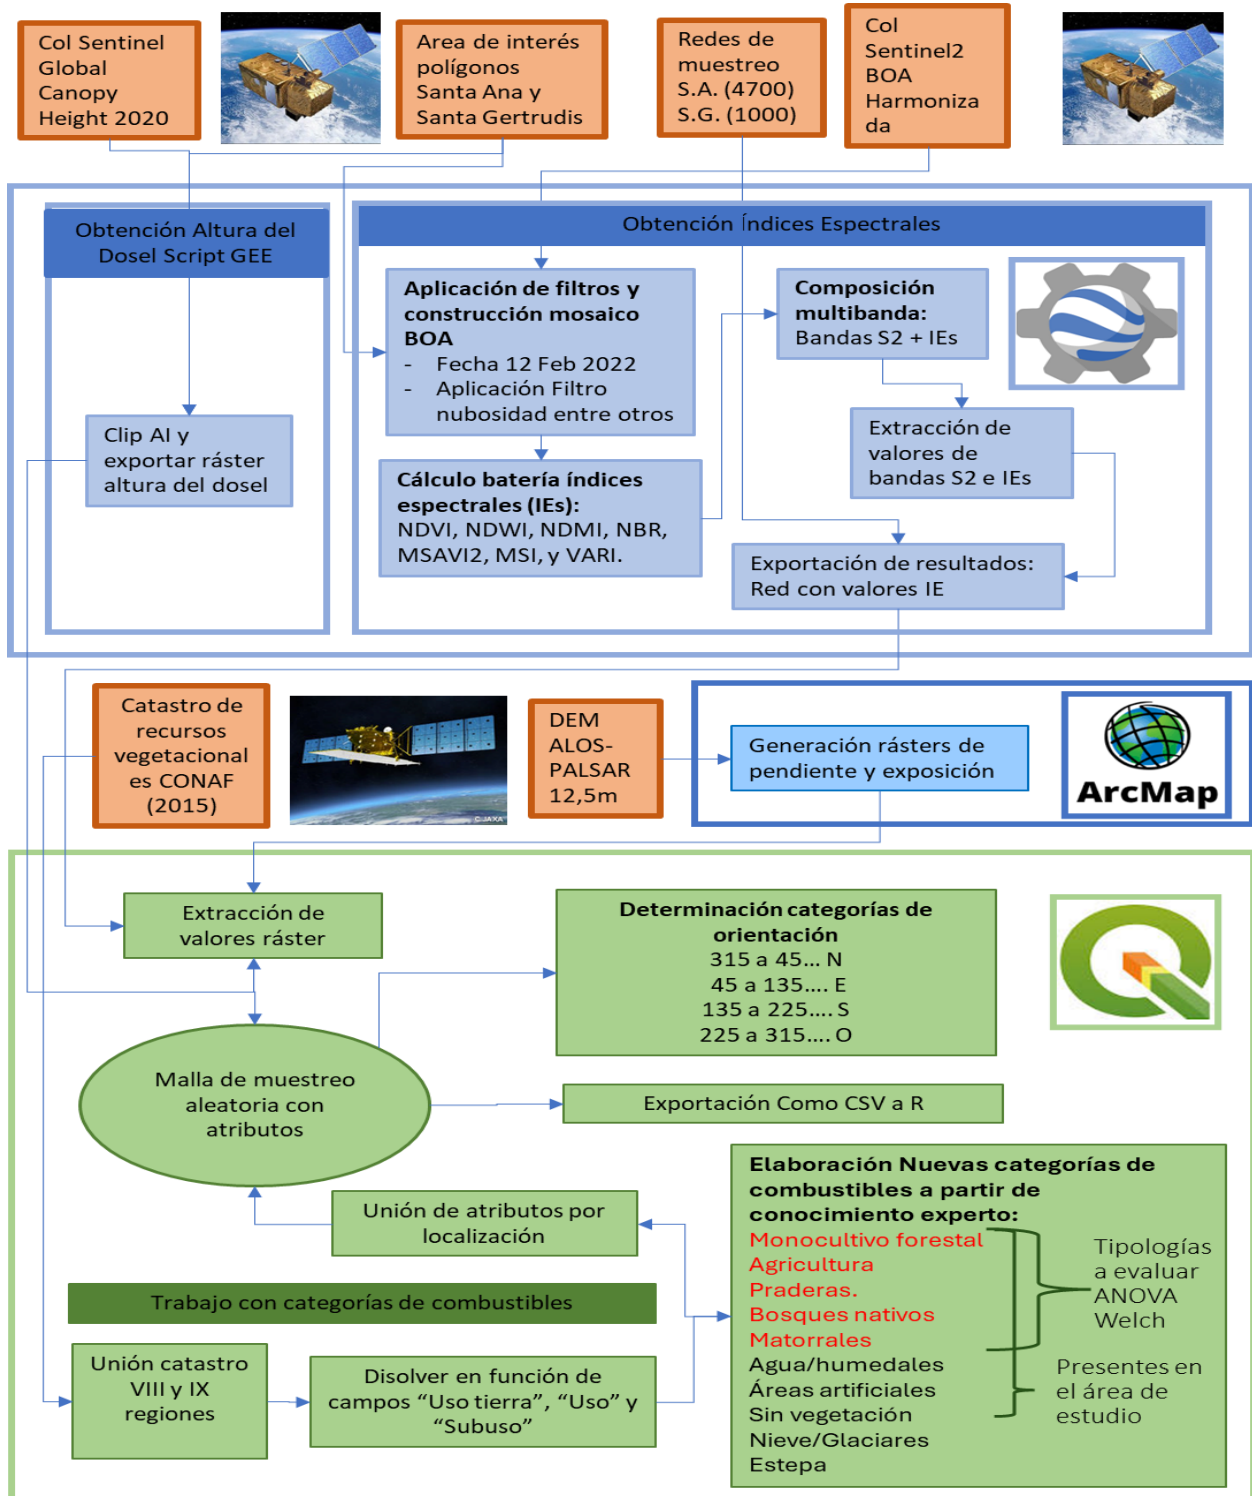 Col Sentinel
Global
Canopy
Height 2020
Area de interés
polígonos
Santa Ana y
Santa Gertrudis
Redes de
muestreo
S.A. (4700)
S.G. (1000)
Col
Sentinel2
BOA
Harmoniza
da
Obtención Altura del
Dosel Script GEE
Obtención Índices Espectrales
Aplicación de filtros y
construcción mosaico
BOA
- Fecha 12 Feb 2022
- Aplicación Filtro
nubosidad entre otros
Composición
multibanda:
Bandas S2 + IEs
Clip AI y
exportar ráster
altura del dosel
Extracción de
valores de
bandas S2 e IEs
Cálculo batería índices
espectrales (IEs):
NDVI, NDWI, NDMI, NBR,
MSAVI2, MSI, y VARI.
Exportación de resultados:
Red con valores IE
Catastro de
recursos
vegetacional
es CONAF
(2015)
© JAXA
DEM
ALOS-
PALSAR
12,5m
Generación rásters de
pendiente y exposición
ArcMap
Extracción de
valores ráster
Determinación categorías de
orientación
315 a 45... N
45 a 135.... E
135 a 225.... S
225 a 315.... O
Malla de muestreo
aleatoria con
atributos
Exportación Como CSV a R
Unión de atributos por
localización
Elaboración Nuevas categorías de
combustibles a partir de
conocimiento experto:
Monocultivo forestal
Agricultura
Praderas.
Bosques nativos
Matorrales
Agua/humedales
Áreas artificiales
Sin vegetación
Nieve/Glaciares
Estepa
Tipologías
a evaluar
ANOVA
Welch
Presentes en
el área de
estudio
Trabajo con categorías de combustibles
Unión catastro
VIII y IX
regiones
Disolver en función de
campos “Uso tierra”, “Uso” y
“Subuso”